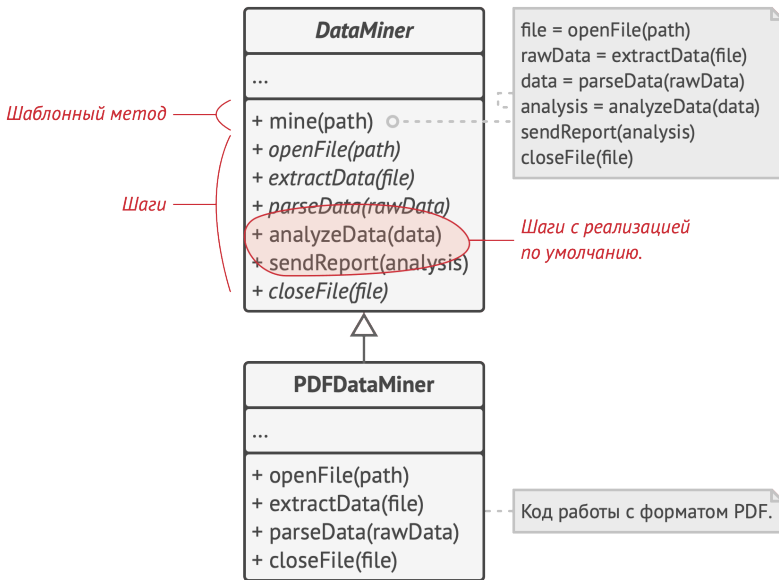 DataMiner
...
Шаблонный метод
+ mine(path)
Шаги
+ openFile(path)
+ extractData(file)
+ parseData(rawData)
+ analyzeData(data)
+ sendReport(analysis)
+ closeFile(file)
file = openFile(path)
rawData = extractData(file)
data = parseData(rawData)
analysis = analyzeData(data)
sendReport(analysis)
closeFile(file)
Шаги с реализацией
по умолчанию.
PDFDataMiner
...
+ openFile(path)
+ extractData(file)
+ parseData(rawData)
+ closeFile(file)
Код работы с форматом PDF.